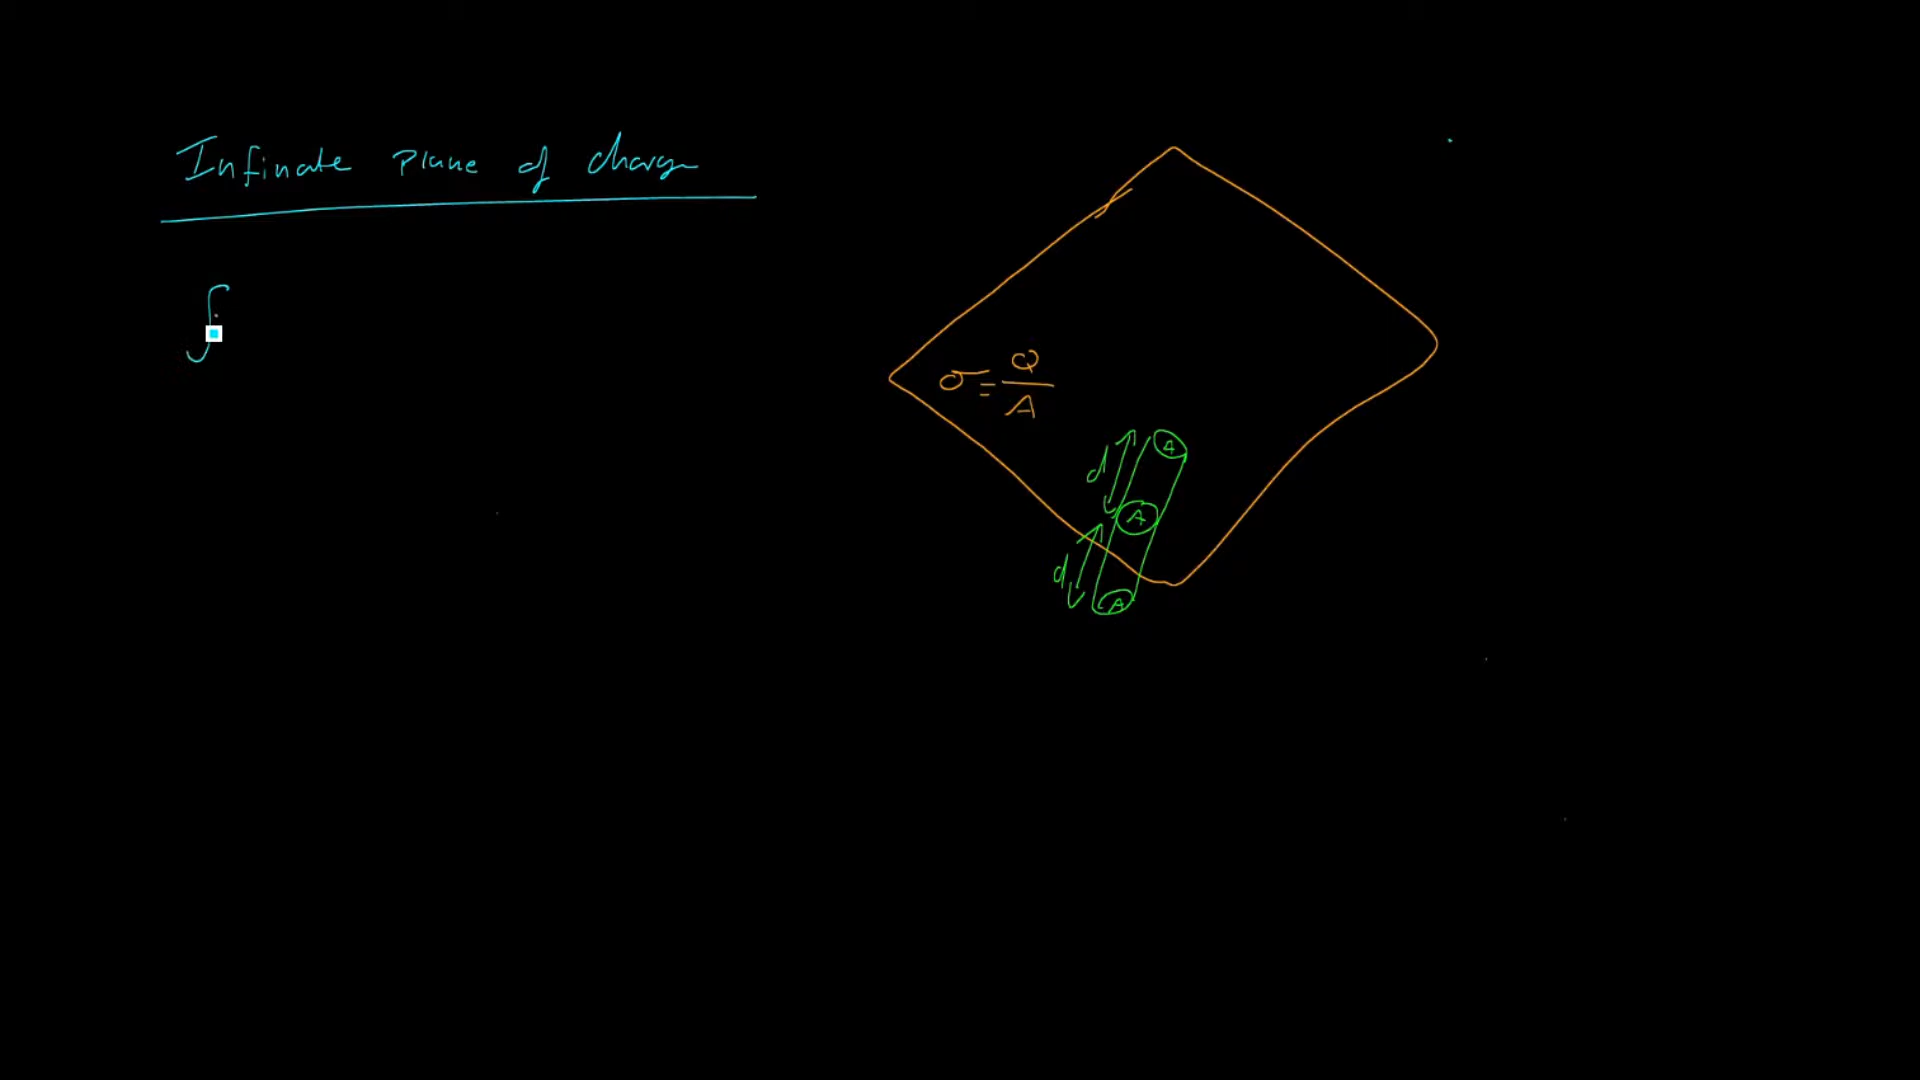 Infinate Plane of charge
∫
σ = Q/A
d
A
A
d
A